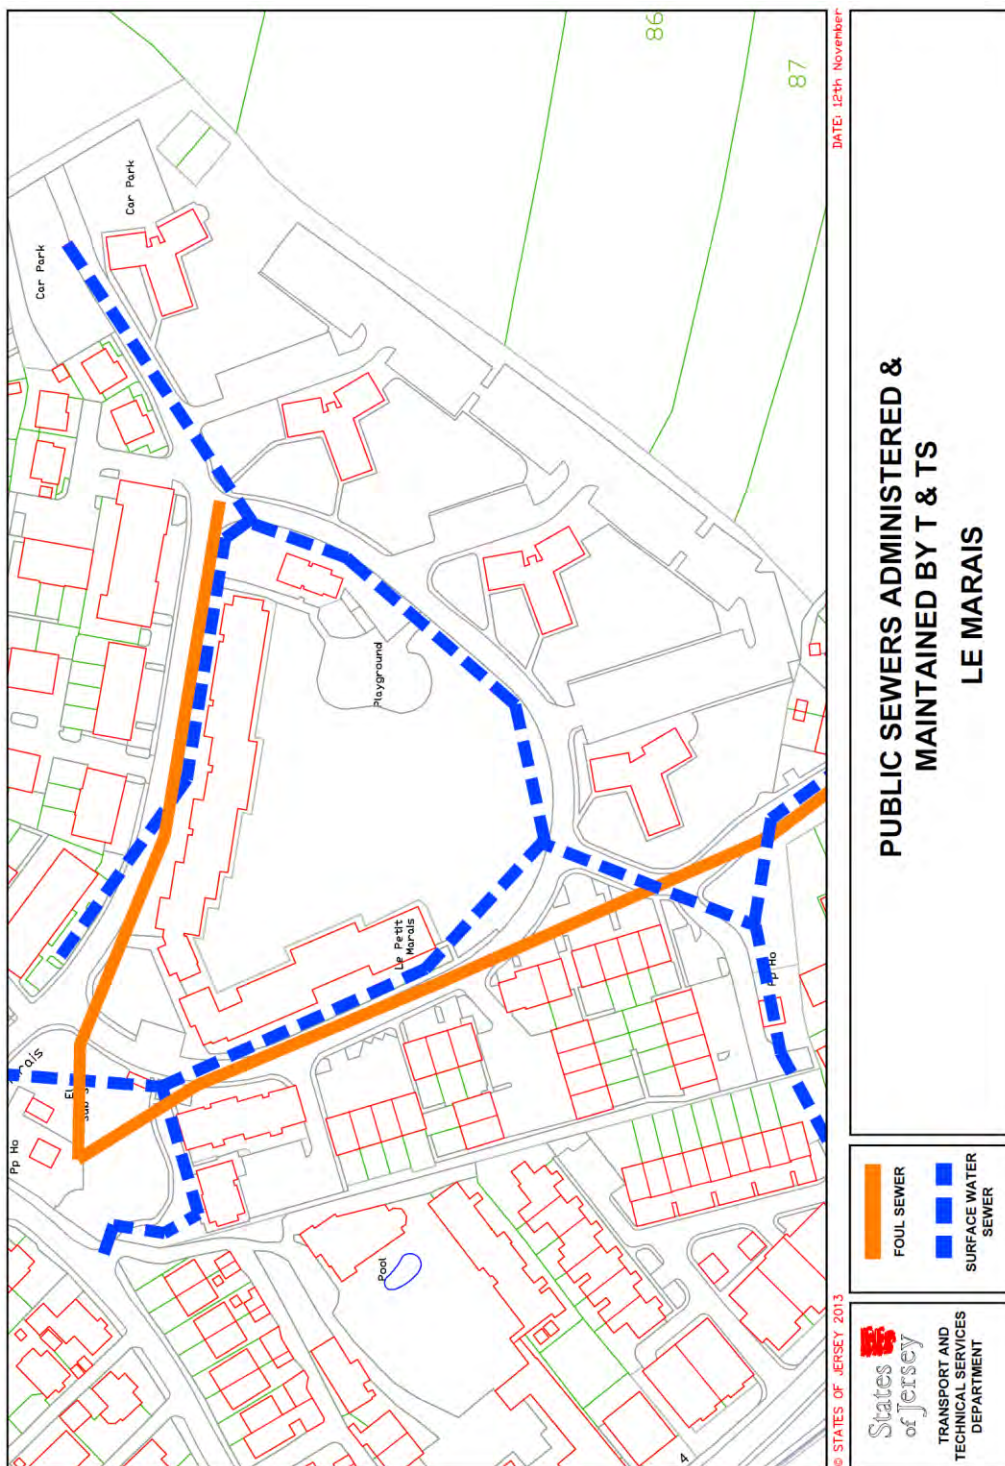 86
87
DATE: 12th November
Car Park
Car Park
Playground
Le Petit
Marais
Pp Ho
Pp Ho
Pool
4
© STATES OF JERSEY 2013
PUBLIC SEWERS ADMINISTERED &
MAINTAINED BY T & TS
LE MARAIS
FOUL SEWER
SURFACE WATER
SEWER
States
of Jersey
TRANSPORT AND
TECHNICAL SERVICES
DEPARTMENT